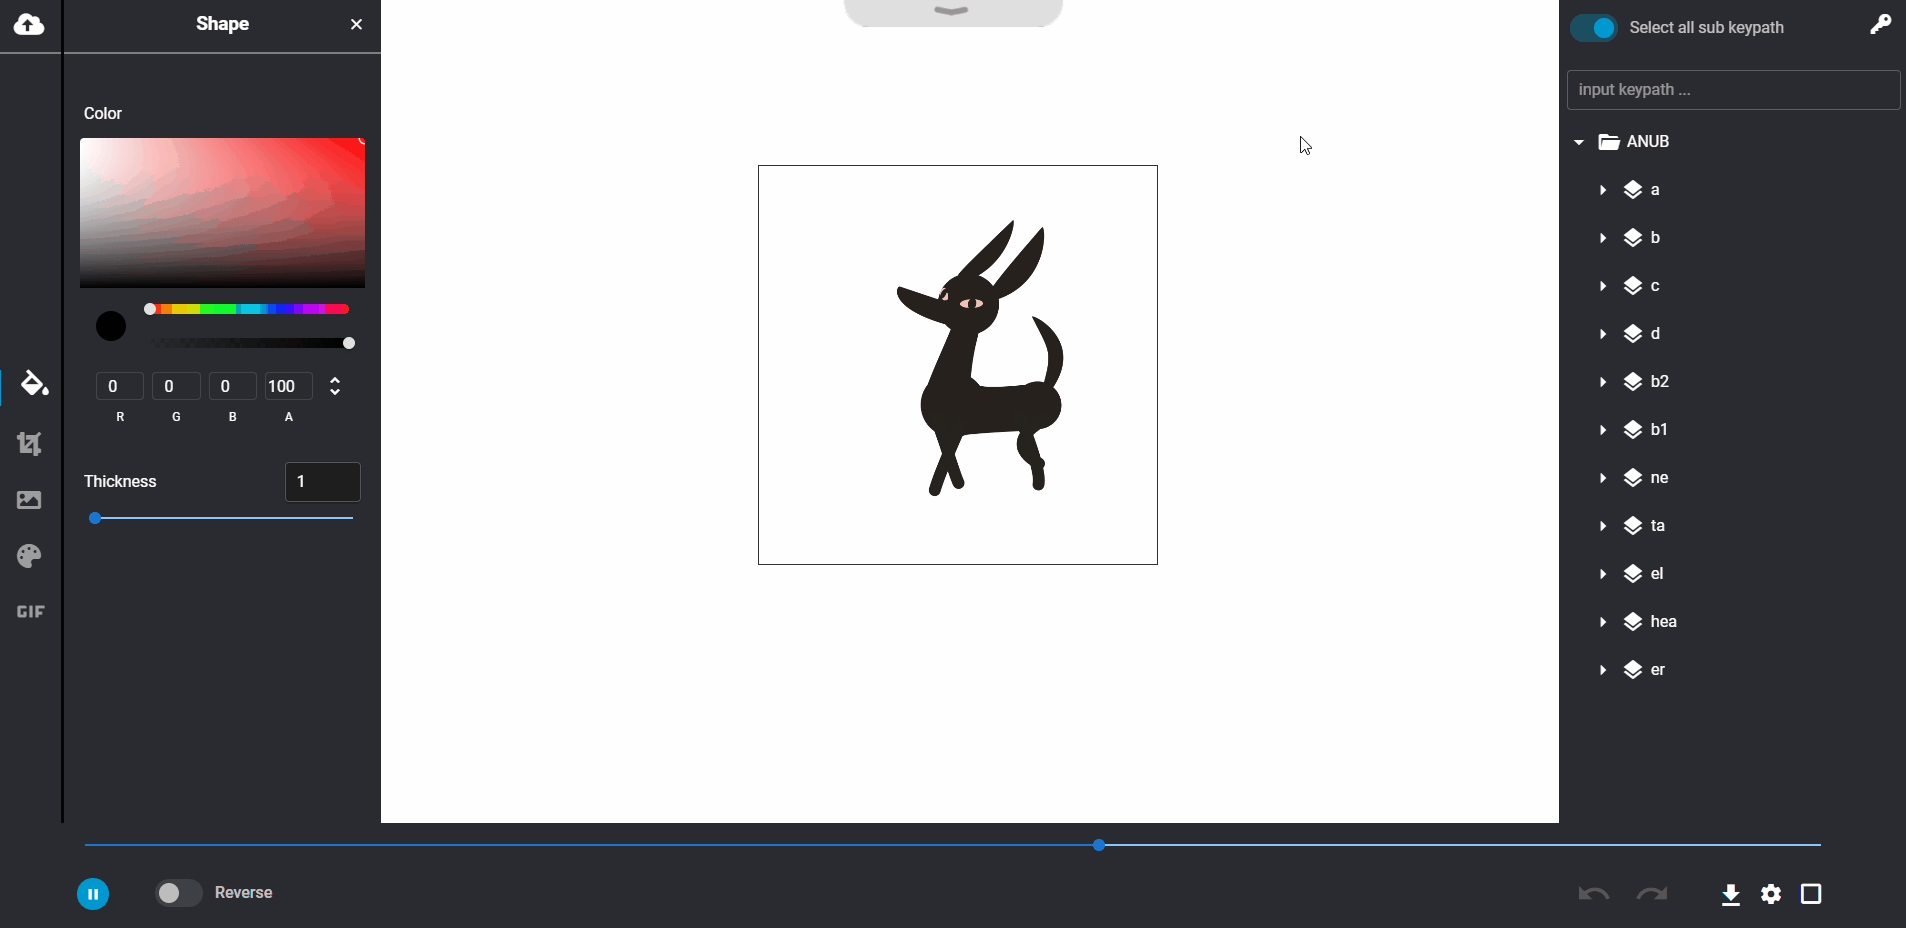 Shape
Color
0 0 0 100
R G B A
Thickness 1
GIF
Reverse
Select all sub keypath
input keypath ...
ANUB
a
b
c
d
b2
b1
ne
ta
el
hea
er